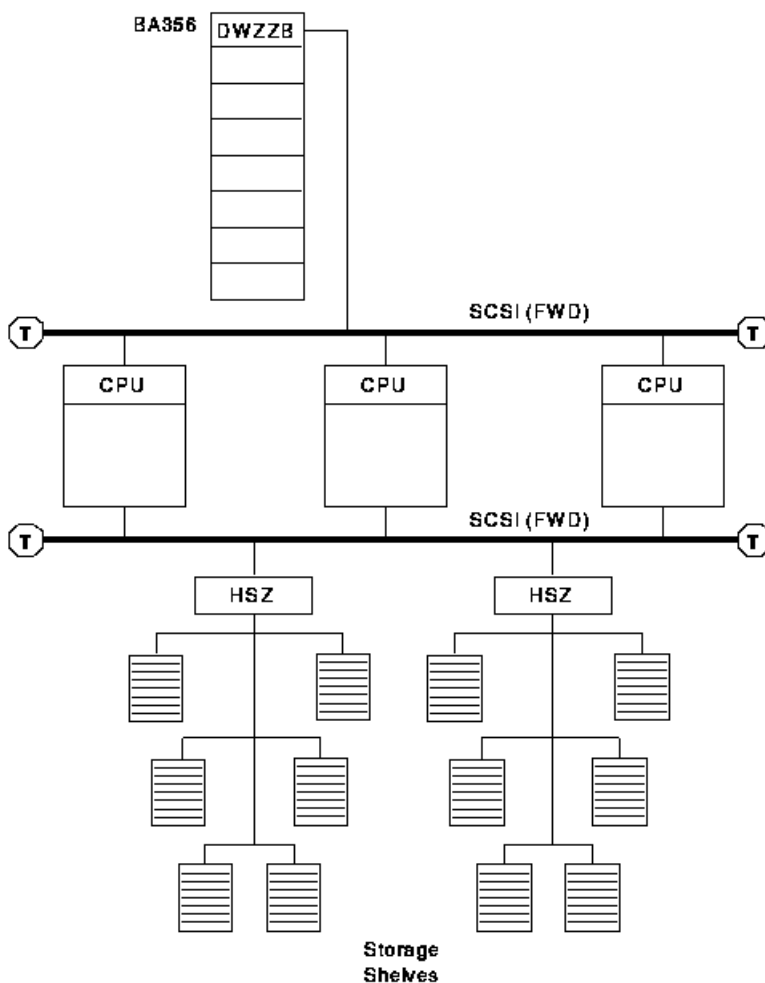 BA356
DWZZB
SCSI (FWD)
T
T
CPU
CPU
CPU
SCSI (FWD)
T
T
HSZ
HSZ
Storage
Shelves